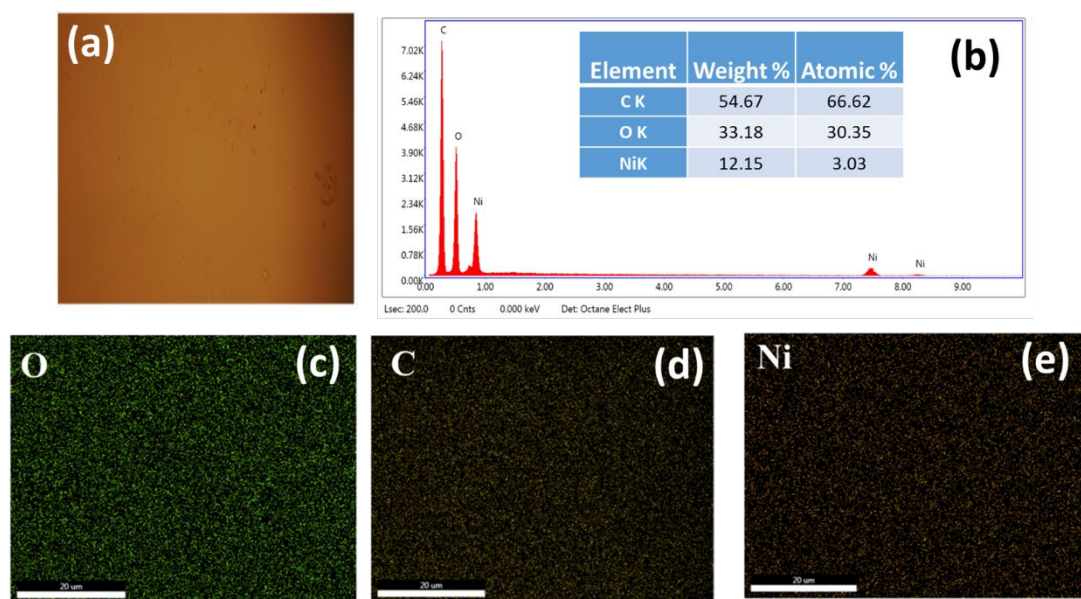 (a)
(b)
C
7.02K
6.24K
5.46K
4.68K
3.90K
3.12K
2.34K
1.56K
0.78K
0.00K
O
Ni
Ni
Ni
0.00 1.00 2.00 3.00 4.00 5.00 6.00 7.00 8.00 9.00
Lsec: 200.0 0 Cnts 0.000 keV Det: Octane Elect Plus
Element Weight % Atomic %
C K 54.67 66.62
O K 33.18 30.35
NiK 12.15 3.03
O (c)
20 um
C (d)
20 um
Ni (e)
20 um